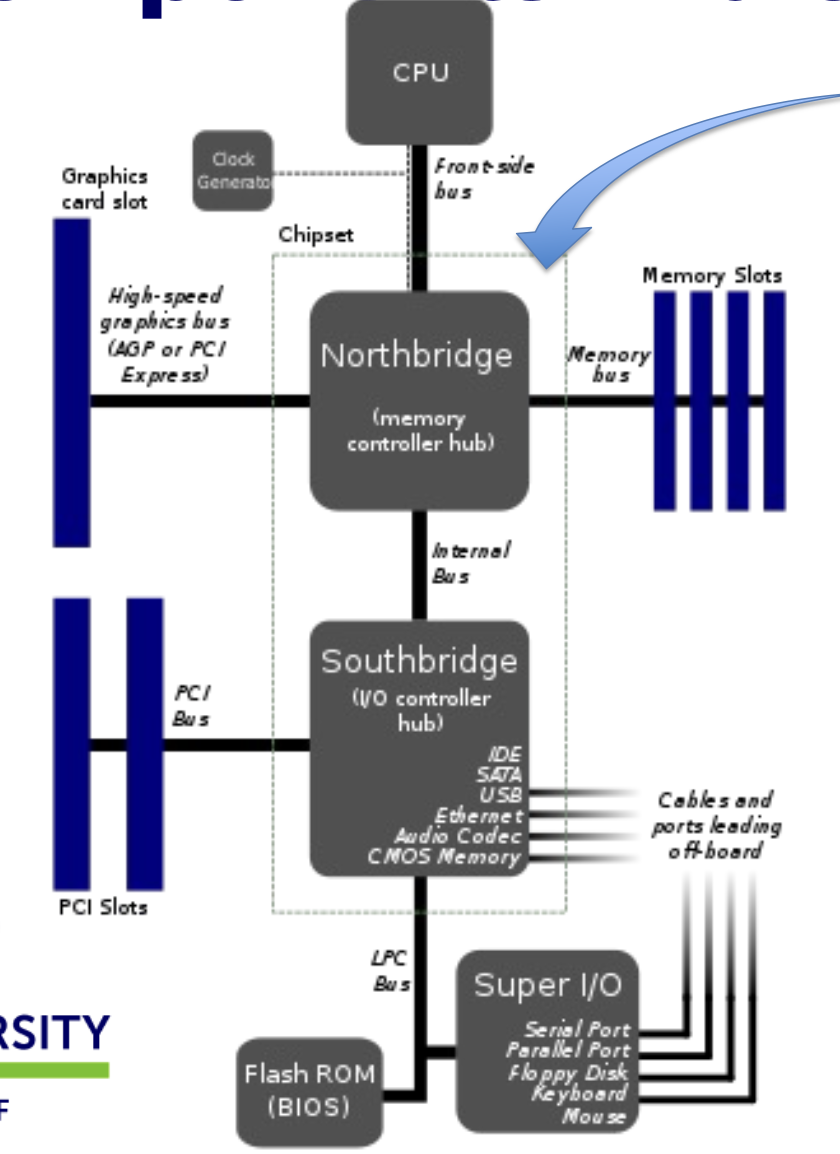 CPU
Clock
Generato
Front-side
bus
Graphics
card slot
Chipset
High-speed
graphics bus
(AGP or PCI
Express)
Northbridge
(memory
controller hub)
Memory
bus
Memory Slots
Internal
Bus
Southbridge
(I/O controller
hub)
IDE
SATA
USB
Ethernet
Audio Codec
CMOS Memory
PCI
Bus
PCI Slots
Cables and
ports leading
off-board
LPC
Bus
Super I/O
Serial Port
Parallel Port
Floppy Disk
Keyboard
Mouse
Flash ROM
(BIOS)
RSITY
F